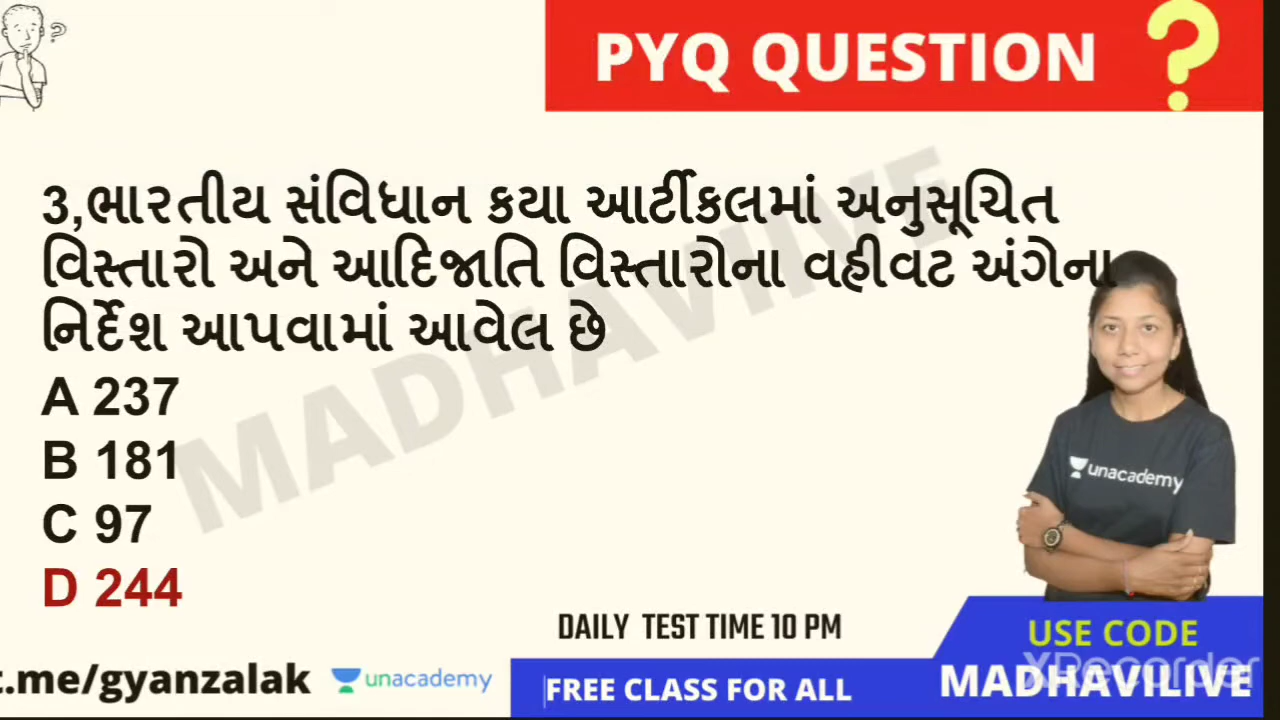 PYQ QUESTION ?
?
3,ભારતીય સંવિધાન કયા આર્ટીકલમાં અનુસૂચિત
વિસ્તારો અને આદિજાતિ વિસ્તારોના વહીવટ અંગેના
નિર્દેશ આપવામાં આવેલ છે
A 237
B 181
C 97
D 244
MADHAVILIVE
unacademy
DAILY TEST TIME 10 PM
USE CODE
MADHAVILIVE
XRecorder
t.me/gyanzalak
unacademy
FREE CLASS FOR ALL